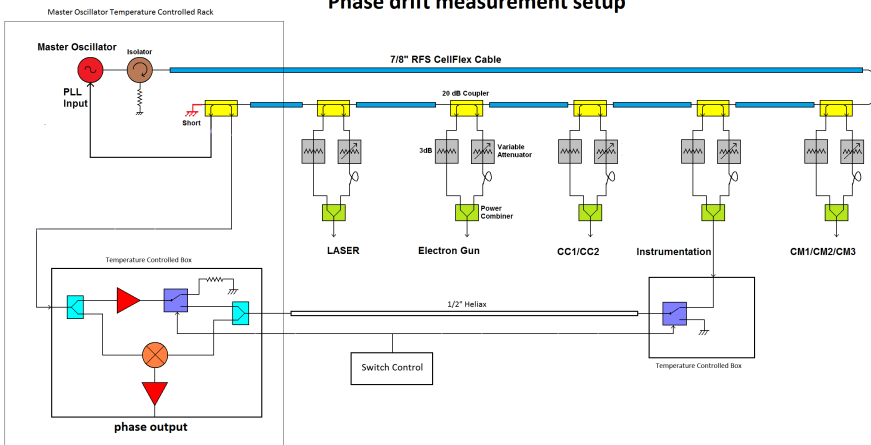 Phase drift measurement setup
Master Oscillator Temperature Controlled Rack
Master Oscillator
Isolator
7/8" RFS CellFlex Cable
PLL
Input
Short
20 dB Coupler
3dB
Variable
Attenuator
Power
Combiner
LASER
Electron Gun
CC1/CC2
Instrumentation
CM1/CM2/CM3
Temperature Controlled Box
1/2" Heliax
Switch Control
Temperature Controlled Box
phase output